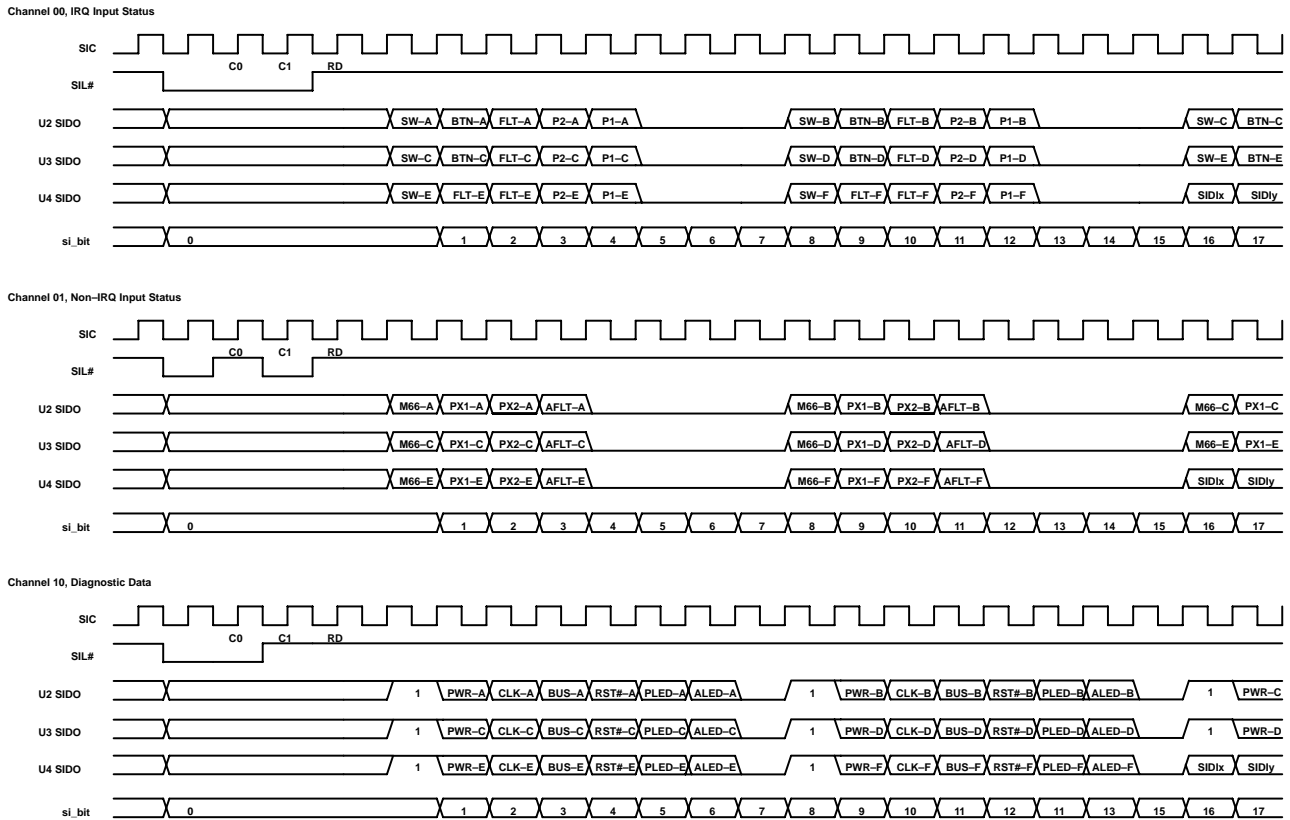 Channel 00, IRQ Input Status
SIC
C0 C1 RD
SIL#
U2 SIDO SW–A BTN–A FLT–A P2–A P1–A SW–B BTN–B FLT–B P2–B P1–B SW–C BTN–C
U3 SIDO SW–C BTN–C FLT–C P2–C P1–C SW–D BTN–D FLT–D P2–D P1–D SW–E BTN–E
U4 SIDO SW–E FLT–E FLT–E P2–E P1–E SW–F FLT–F FLT–F P2–F P1–F SIDIx SIDIy
si_bit 0 1 2 3 4 5 6 7 8 9 10 11 12 13 14 15 16 17
Channel 01, Non–IRQ Input Status
SIC
C0 C1 RD
SIL#
U2 SIDO M66–A PX1–A PX2–A AFLT–A M66–B PX1–B PX2–B AFLT–B M66–C PX1–C
U3 SIDO M66–C PX1–C PX2–C AFLT–C M66–D PX1–D PX2–D AFLT–D M66–E PX1–E
U4 SIDO M66–E PX1–E PX2–E AFLT–E M66–F PX1–F PX2–F AFLT–F SIDIx SIDIy
si_bit 0 1 2 3 4 5 6 7 8 9 10 11 12 13 14 15 16 17
Channel 10, Diagnostic Data
SIC
C0 C1 RD
SIL#
U2 SIDO 1 PWR–A CLK–A BUS–A RST#–A PLED–A ALED–A 1 PWR–B CLK–B BUS–B RST#–B PLED–B ALED–B 1 PWR–C
U3 SIDO 1 PWR–C CLK–C BUS–C RST#–C PLED–C ALED–C 1 PWR–D CLK–D BUS–D RST#–D PLED–D ALED–D 1 PWR–D
U4 SIDO 1 PWR–E CLK–E BUS–E RST#–E PLED–E ALED–E 1 PWR–F CLK–F BUS–F RST#–F PLED–F ALED–F SIDIx SIDIy
si_bit 0 1 2 3 4 5 6 7 8 9 10 11 12 11 13 15 16 17